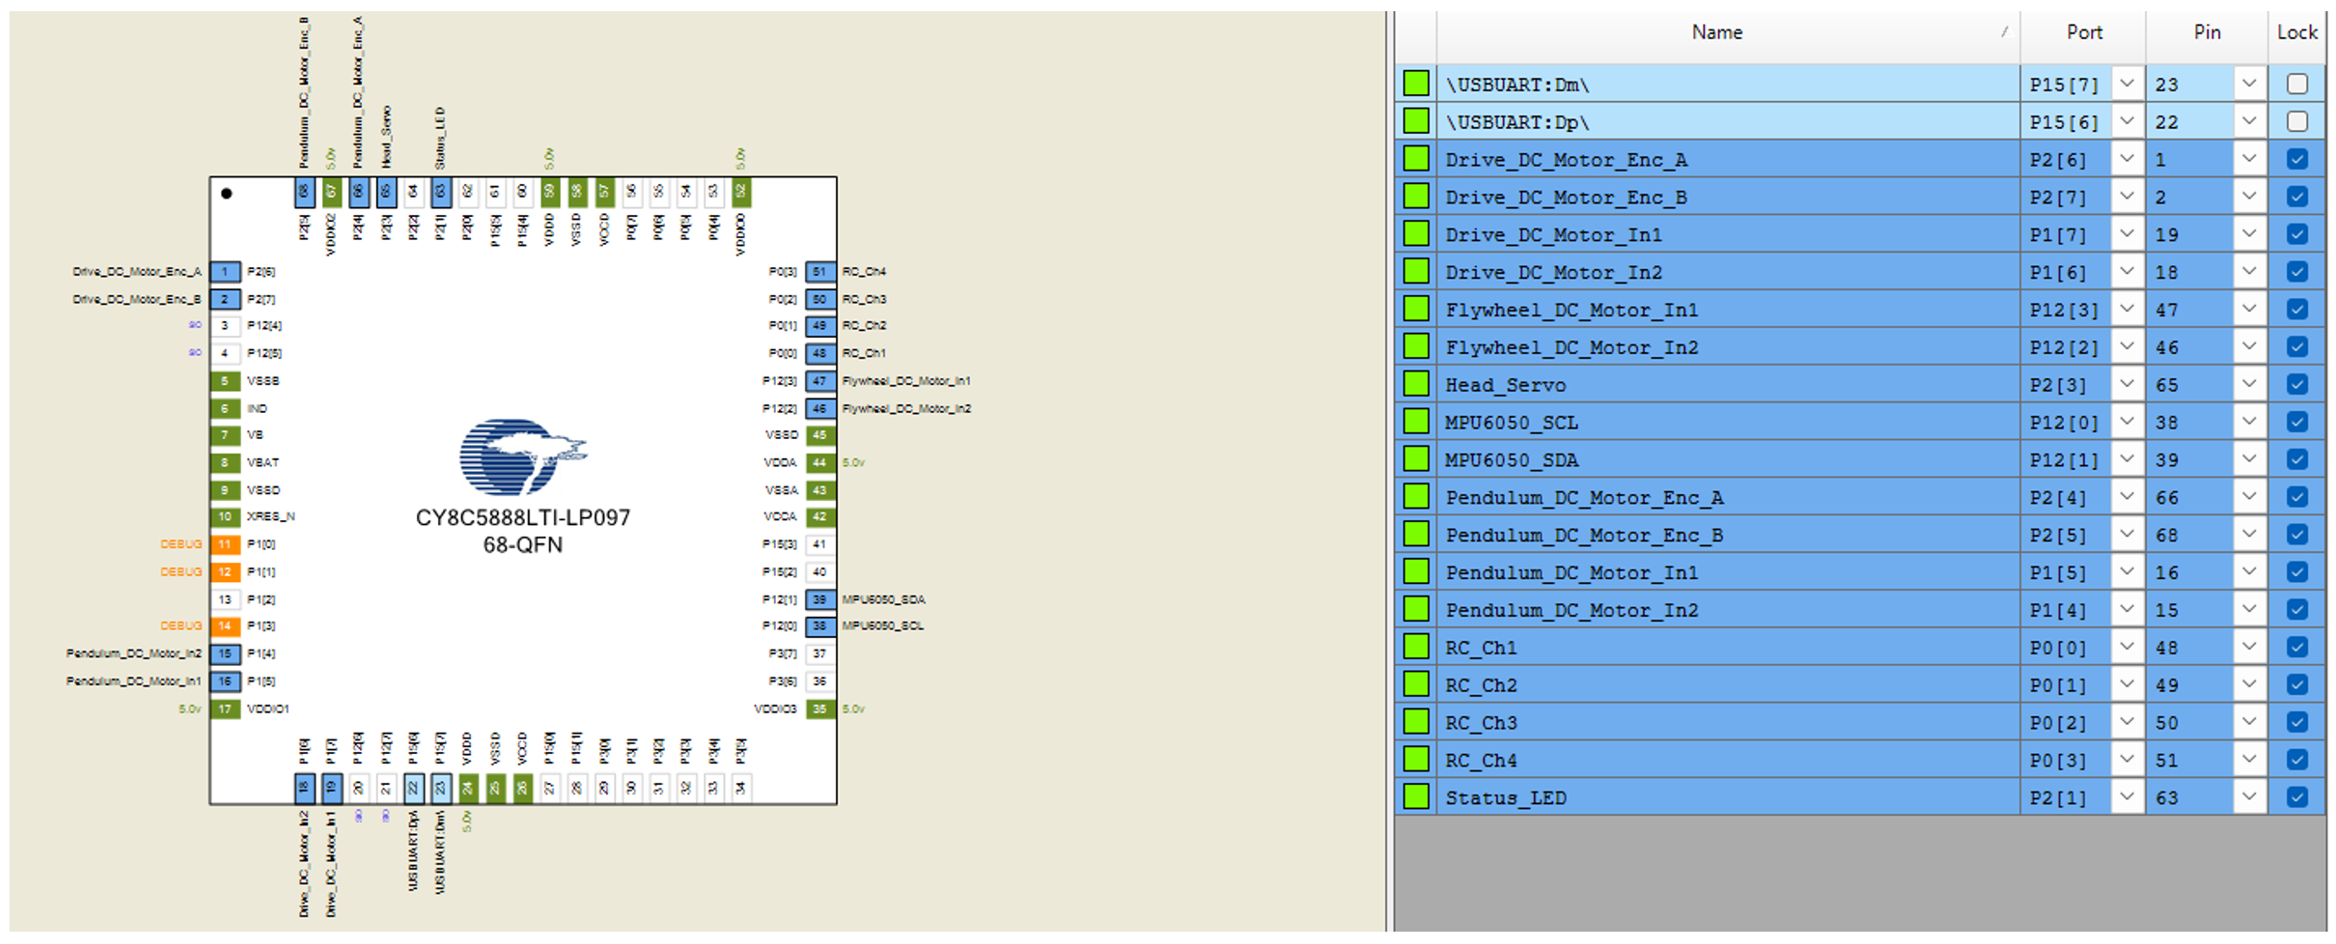 Pendulum_DC_Motor_Enc_B
5.0v
Pendulum_DC_Motor_Enc_A
Head_Servo
Status_LED
5.0v
5.0v
68 67 66 65 64 63 62 61 60 59 58 57 56 55 54 53 52
P2[5] VDDIO2 P2[4] P2[3] P2[2] P2[1] P2[0] P15[5] P15[4] VDDD VSSD VCCD P0[7] P0[6] P0[5] P0[4] VDDIO0
Drive_DC_Motor_Enc_A 1 P2[6]
Drive_DC_Motor_Enc_B 2 P2[7]
SIO 3 P12[4]
SIO 4 P12[5]
5 VSSB
6 IND
7 VB
8 VBAT
9 VSSD
10 XRES_N
DEBUG 11 P1[0]
DEBUG 12 P1[1]
13 P1[2]
DEBUG 14 P1[3]
Pendulum_DC_Motor_In2 15 P1[4]
Pendulum_DC_Motor_In1 16 P1[5]
5.0v 17 VDDIO1
CY8C5888LTI-LP097
68-QFN
P0[3] 51 RC_Ch4
P0[2] 50 RC_Ch3
P0[1] 49 RC_Ch2
P0[0] 48 RC_Ch1
P12[3] 47 Flywheel_DC_Motor_In1
P12[2] 46 Flywheel_DC_Motor_In2
VSSD 45
VDDA 44 5.0v
VSSA 43
VCCA 42
P15[3] 41
P15[2] 40
P12[1] 39 MPU6050_SDA
P12[0] 38 MPU6050_SCL
P3[7] 37
P3[6] 36
VDDIO3 35 5.0v
P1[6] P1[7] P12[6] P12[7] P15[6] P15[7] VDDD VSSD VCCD P15[0] P15[1] P3[0] P3[1] P3[2] P3[3] P3[4] P3[5]
18 19 20 21 22 23 24 25 26 27 28 29 30 31 32 33 34
Drive_DC_Motor_In2
Drive_DC_Motor_In1
SIO
SIO
\USBUART:Dp\
\USBUART:Dm\
5.0v
Name Port Pin Lock
\USBUART:Dm\ P15[7] 23
\USBUART:Dp\ P15[6] 22
Drive_DC_Motor_Enc_A P2[6] 1
Drive_DC_Motor_Enc_B P2[7] 2
Drive_DC_Motor_In1 P1[7] 19
Drive_DC_Motor_In2 P1[6] 18
Flywheel_DC_Motor_In1 P12[3] 47
Flywheel_DC_Motor_In2 P12[2] 46
Head_Servo P2[3] 65
MPU6050_SCL P12[0] 38
MPU6050_SDA P12[1] 39
Pendulum_DC_Motor_Enc_A P2[4] 66
Pendulum_DC_Motor_Enc_B P2[5] 68
Pendulum_DC_Motor_In1 P1[5] 16
Pendulum_DC_Motor_In2 P1[4] 15
RC_Ch1 P0[0] 48
RC_Ch2 P0[1] 49
RC_Ch3 P0[2] 50
RC_Ch4 P0[3] 51
Status_LED P2[1] 63